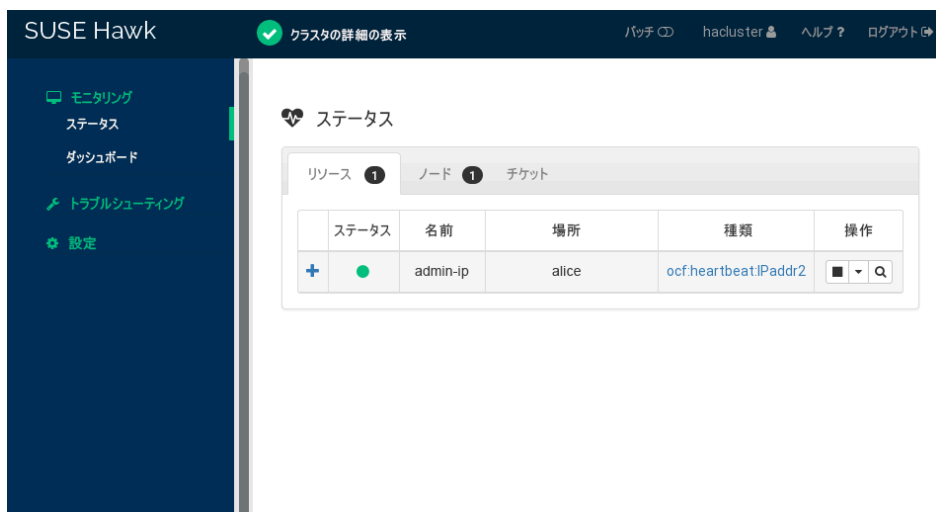 SUSE Hawk
クラスタの詳細の表示
バッチ hacluster ヘルプ ? ログアウト
モニタリング
ステータス
ダッシュボード
トラブルシューティング
設定
ステータス
リソース 1 ノード 1 チケット
ステータス 名前 場所 種類 操作
admin-ip alice ocf:heartbeat:IPaddr2